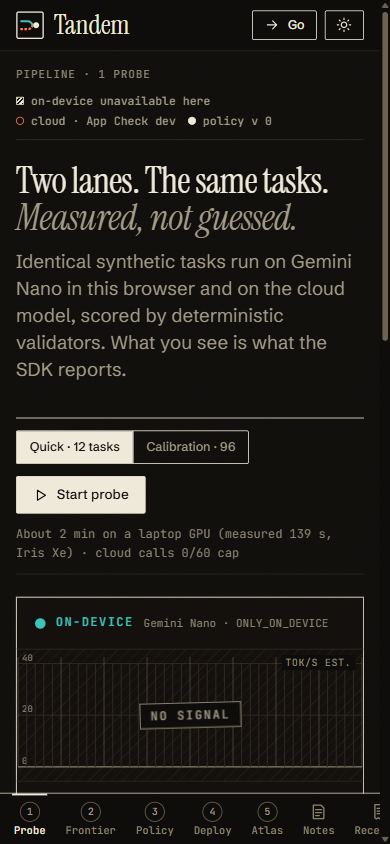 Tandem
Go
PIPELINE · 1 PROBE
on-device unavailable here
cloud · App Check dev policy v 0
Two lanes. The same tasks.
Measured, not guessed.
Identical synthetic tasks run on Gemini
Nano in this browser and on the cloud
model, scored by deterministic
validators. What you see is what the
SDK reports.
Quick · 12 tasks
Calibration · 96
Start probe
About 2 min on a laptop GPU (measured 139 s,
Iris Xe) · cloud calls 0/60 cap
ON-DEVICE Gemini Nano · ONLY_ON_DEVICE
40
TOK/S EST.
20
NO SIGNAL
0
1 2 3 4 5
Probe Frontier Policy Deploy Atlas Notes Rece